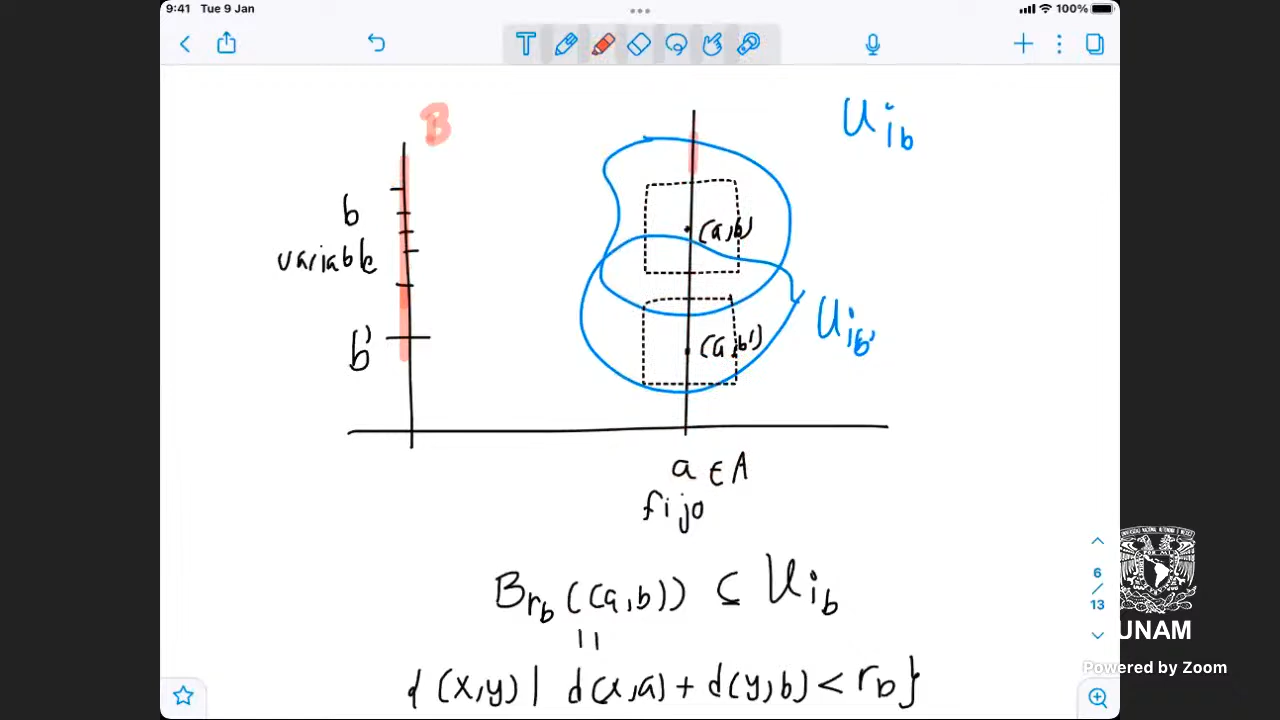 9:41 Tue 9 Jan
100%
B
U_{i_b}
b
(a,b)
variable
U_{i_{b'}}
b'
(a,b')
a ∈ A
fijo
B_{r_b}((a,b)) ⊆ U_{i_b}
||
{(x,y) | d(x,a) + d(y,b) < r_b}
6
/
13
UNAM
Powered by Zoom